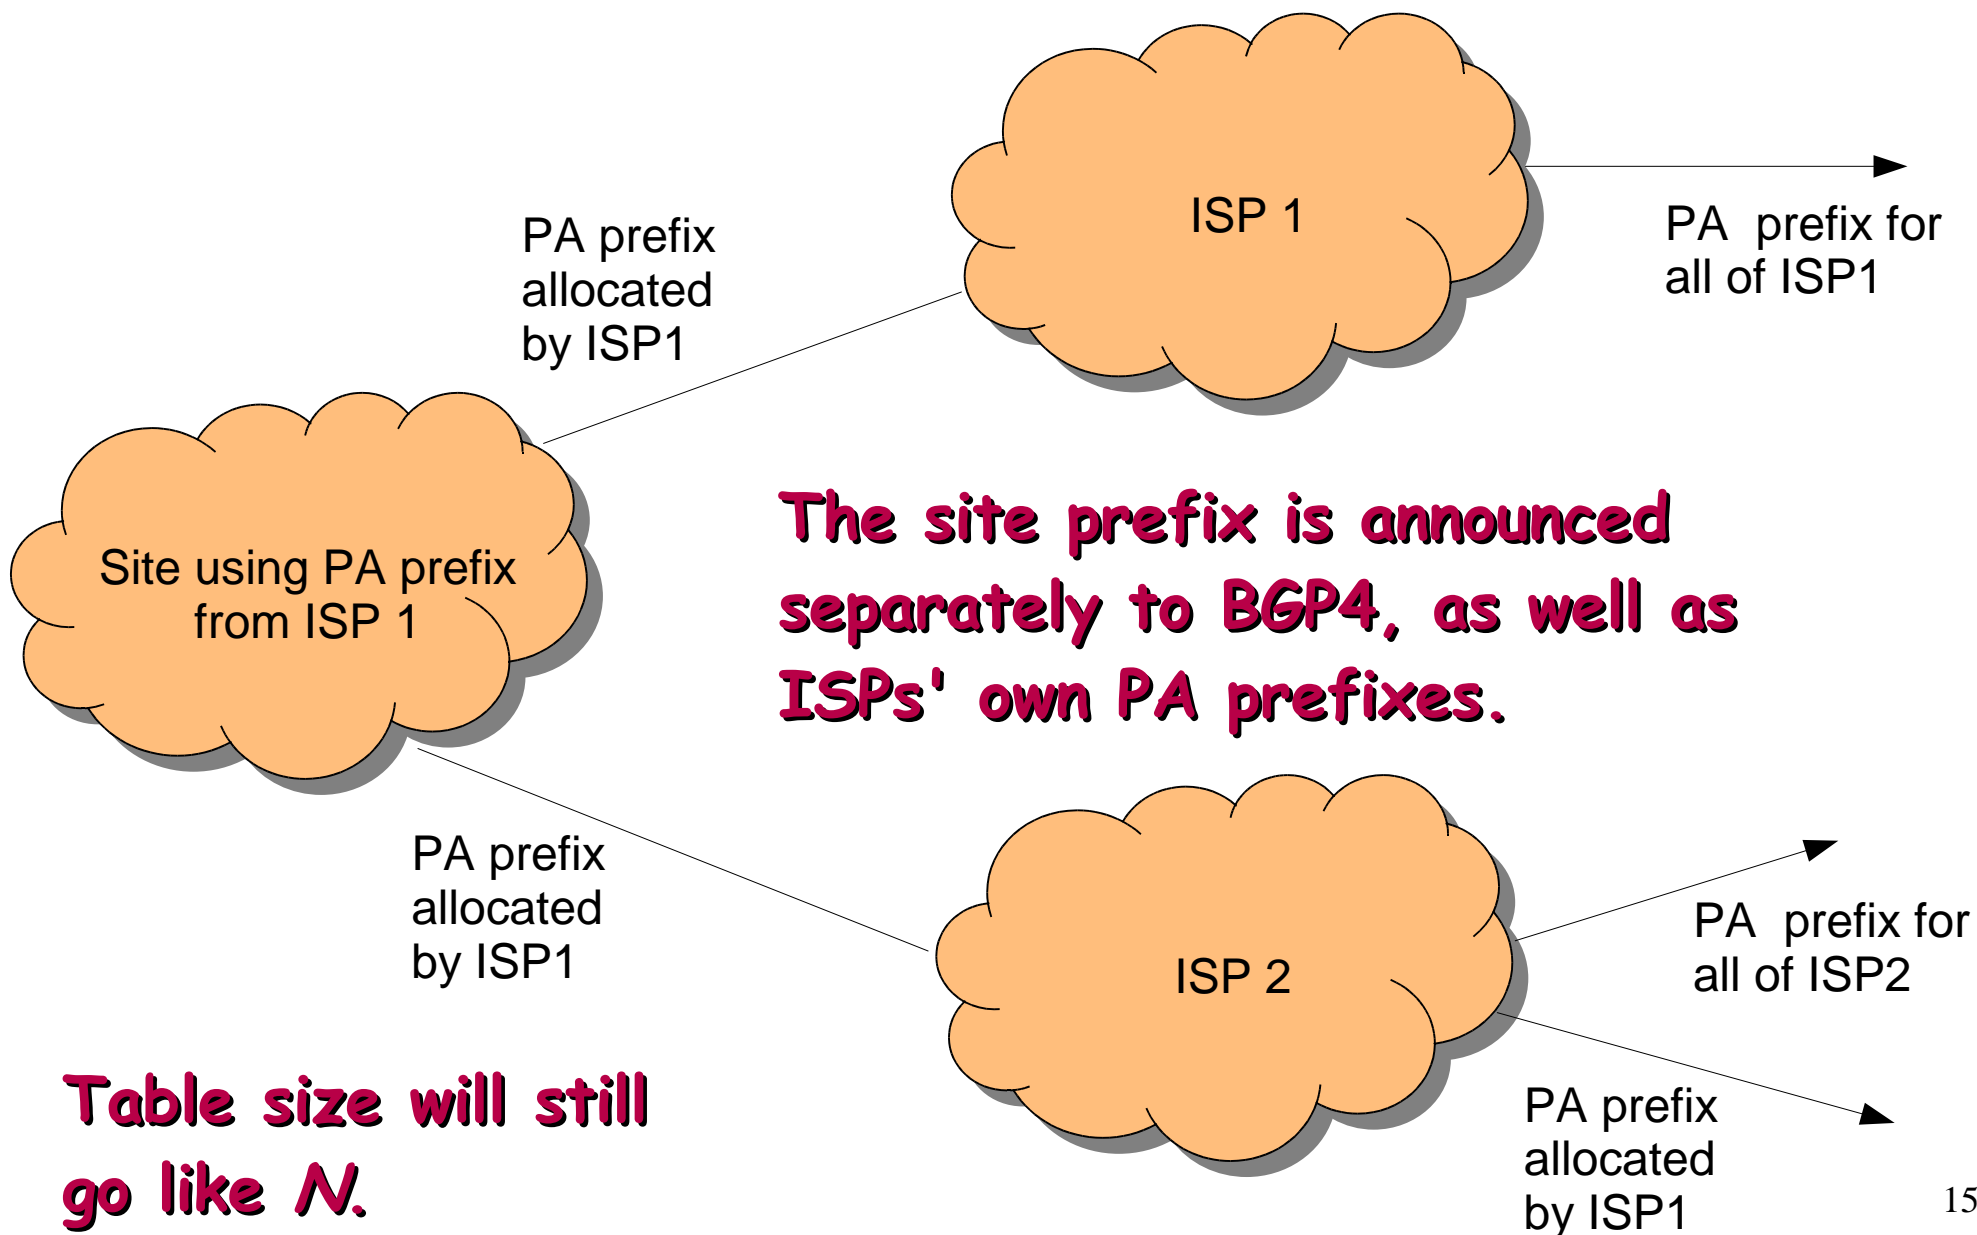 ISP 1
PA prefix for
all of ISP1
PA prefix
allocated
by ISP1
Site using PA prefix
from ISP 1
The site prefix is announced
separately to BGP4, as well as
ISPs' own PA prefixes.
PA prefix
allocated
by ISP1
ISP 2
PA prefix for
all of ISP2
Table size will still
go like N.
PA prefix
allocated
by ISP1
15